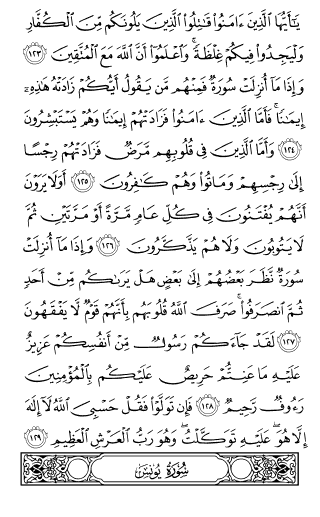 يَٰٓأَيُّهَا ٱلَّذِينَ ءَامَنُوا۟ قَٰتِلُوا۟ ٱلَّذِينَ يَلُونَكُم مِّنَ ٱلْكُفَّارِ
وَلْيَجِدُوا۟ فِيكُمْ غِلْظَةً ۚ وَٱعْلَمُوٓا۟ أَنَّ ٱللَّهَ مَعَ ٱلْمُتَّقِينَ ١٢٣
وَإِذَا مَآ أُنزِلَتْ سُورَةٌ فَمِنْهُم مَّن يَقُولُ أَيُّكُمْ زَادَتْهُ هَٰذِهِۦٓ
إِيمَٰنًا ۚ فَأَمَّا ٱلَّذِينَ ءَامَنُوا۟ فَزَادَتْهُمْ إِيمَٰنًا وَهُمْ يَسْتَبْشِرُونَ
١٢٤ وَأَمَّا ٱلَّذِينَ فِى قُلُوبِهِم مَّرَضٌ فَزَادَتْهُمْ رِجْسًا
إِلَىٰ رِجْسِهِمْ وَمَاتُوا۟ وَهُمْ كَٰفِرُونَ ١٢٥ أَوَلَا يَرَوْنَ
أَنَّهُمْ يُفْتَنُونَ فِى كُلِّ عَامٍ مَّرَّةً أَوْ مَرَّتَيْنِ ثُمَّ
لَا يَتُوبُونَ وَلَا هُمْ يَذَّكَّرُونَ ١٢٦ وَإِذَا مَآ أُنزِلَتْ
سُورَةٌ نَّظَرَ بَعْضُهُمْ إِلَىٰ بَعْضٍ هَلْ يَرَىٰكُم مِّنْ أَحَدٍ
ثُمَّ ٱنصَرَفُوا۟ ۚ صَرَفَ ٱللَّهُ قُلُوبَهُم بِأَنَّهُمْ قَوْمٌ لَّا يَفْقَهُونَ
١٢٧ لَقَدْ جَآءَكُمْ رَسُولٌ مِّنْ أَنفُسِكُمْ عَزِيزٌ
عَلَيْهِ مَا عَنِتُّمْ حَرِيصٌ عَلَيْكُم بِٱلْمُؤْمِنِينَ
رَءُوفٌ رَّحِيمٌ ١٢٨ فَإِن تَوَلَّوْا۟ فَقُلْ حَسْبِىَ ٱللَّهُ لَآ إِلَٰهَ
إِلَّا هُوَ ۖ عَلَيْهِ تَوَكَّلْتُ ۖ وَهُوَ رَبُّ ٱلْعَرْشِ ٱلْعَظِيمِ ١٢٩
سُورَةُ يُونُسَ